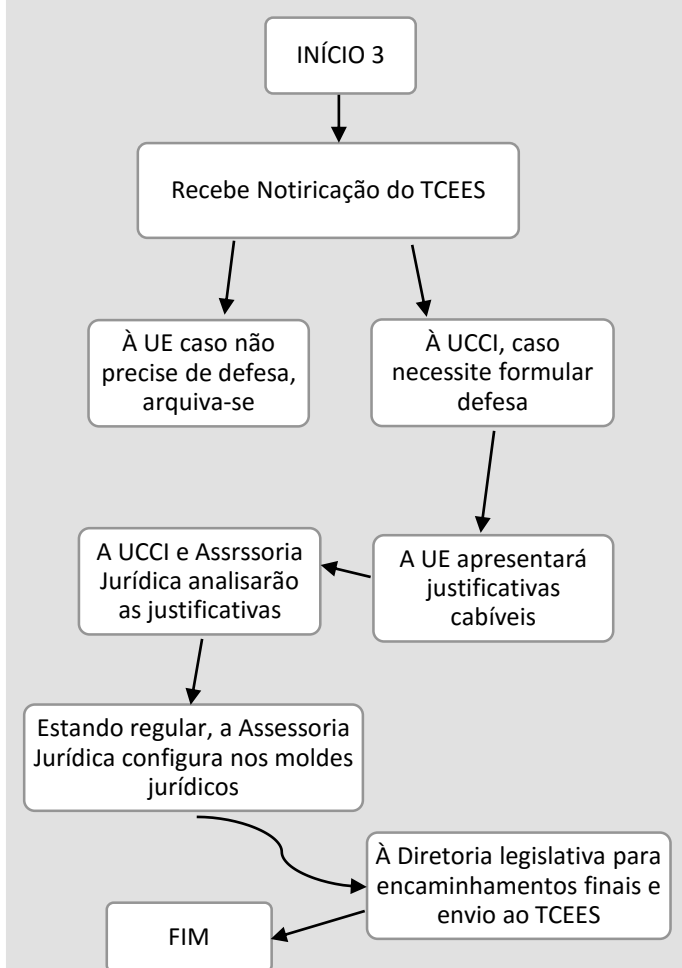 INÍCIO 3
Recebe Notiricação do TCEES
À UE caso não
precise de defesa,
arquiva-se
À UCCI, caso
necessite formular
defesa
A UE apresentará
justificativas
cabíveis
A UCCI e Assrssoria
Jurídica analisarão
as justificativas
Estando regular, a Assessoria
Jurídica configura nos moldes
jurídicos
À Diretoria legislativa para
encaminhamentos finais e
envio ao TCEES
FIM